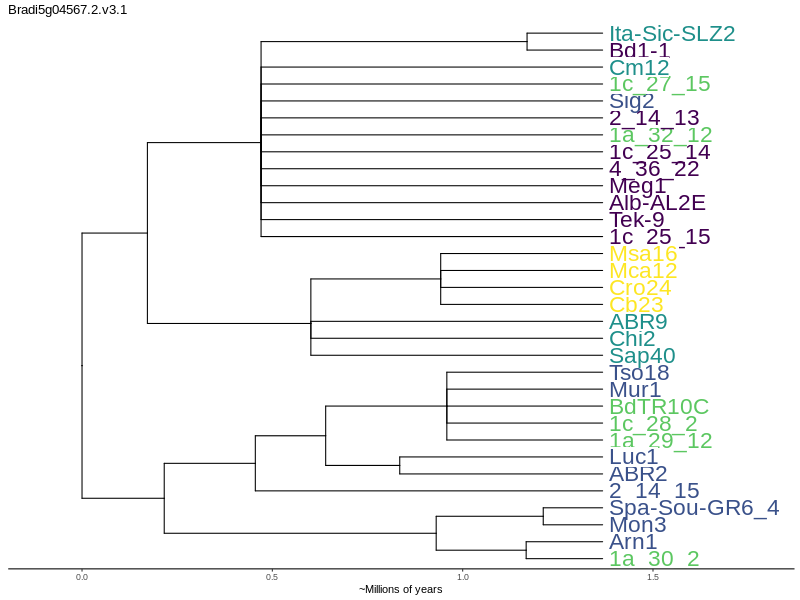 Bradi5g04567.2.v3.1
Ita-Sic-SLZ2
Bd1-1
Cm12
1c_27_15
Sig2
2_14_13
1a_32_12
1c_25_14
4_36_22
Meg1
Alb-AL2E
Tek-9
1c_25_15
Msa16
Mca12
Cro24
Cb23
ABR9
Chi2
Sap40
Tso18
Mur1
BdTR10C
1c_28_2
1a_29_12
Luc1
ABR2
2_14_15
Spa-Sou-GR6_4
Mon3
Arn1
1a_30_2
0.0 0.5 1.0 1.5
~Millions of years